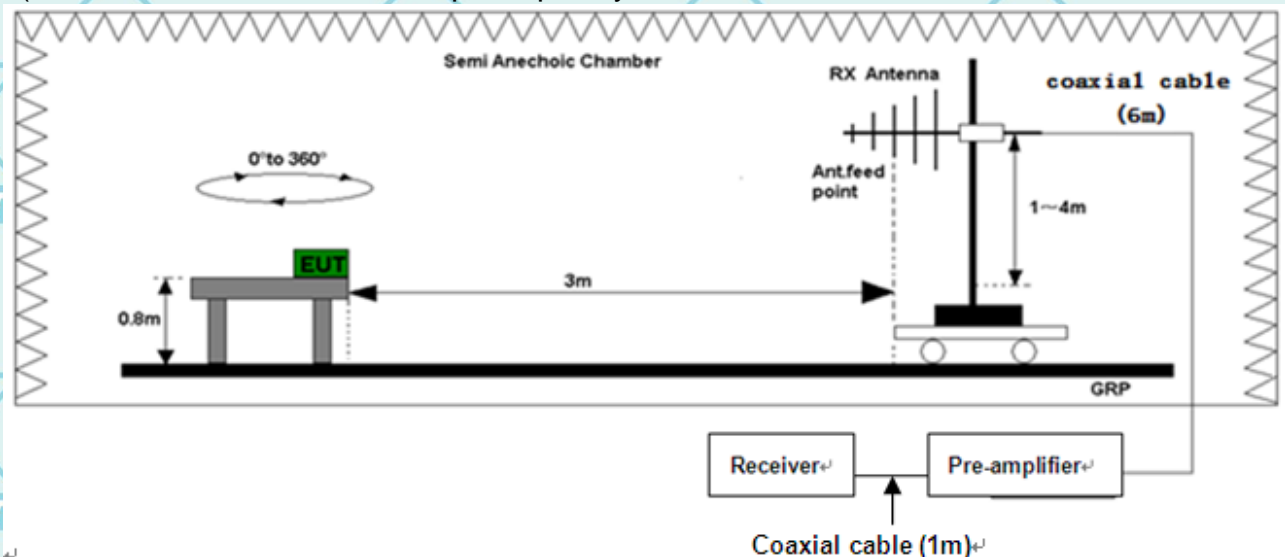 Semi Anechoic Chamber
RX Antenna
coaxial cable
(6m)
0°to 360°
Ant.feed
point
1～4m
EUT
3m
0.8m
GRP
Receiver↵
Pre-amplifier↵
Coaxial cable (1m)↵
↵